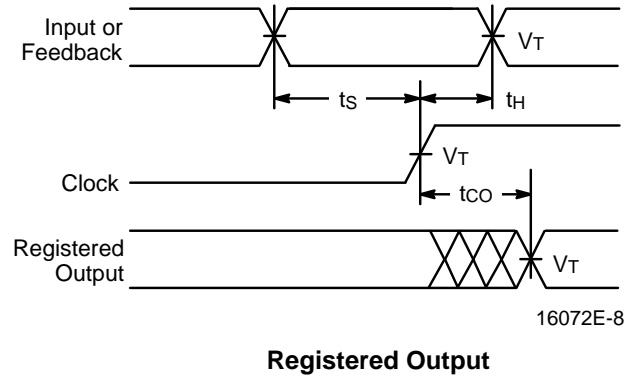 Input or
Feedback
VT
tS
tH
VT
Clock
tCO
Registered
Output
VT
16072E-8
Registered Output